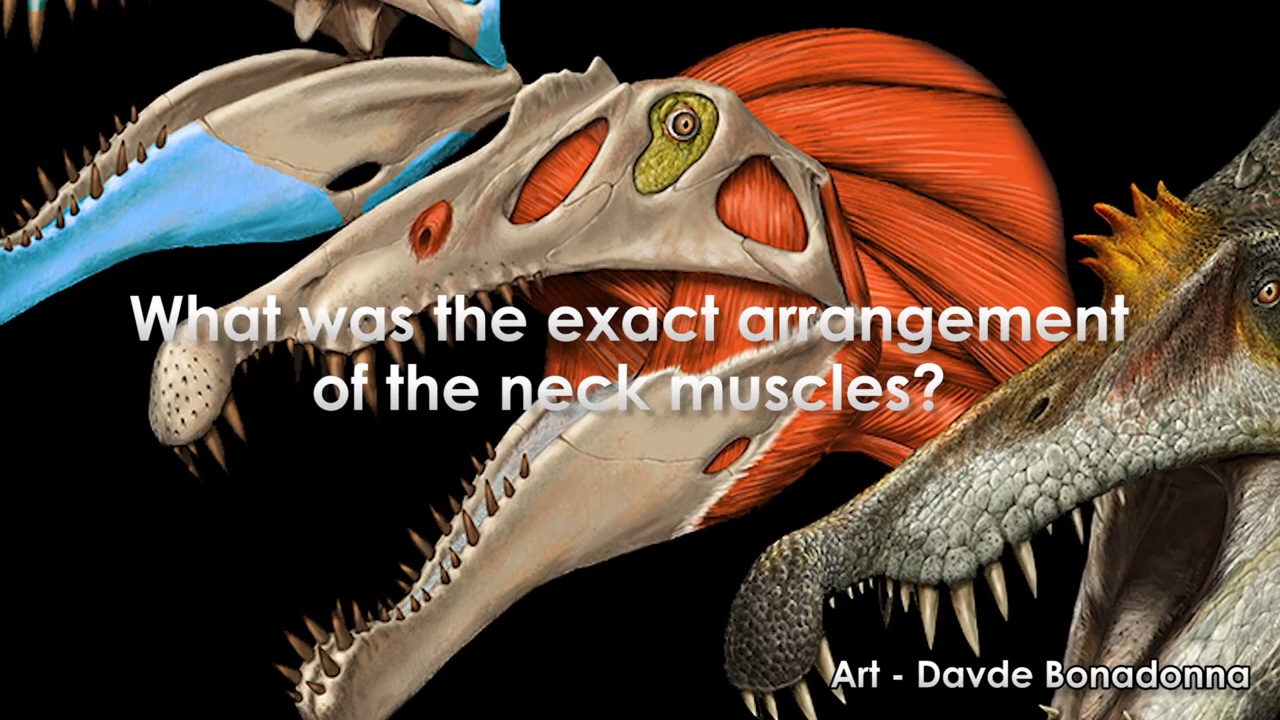 What was the exact arrangement
of the neck muscles?
Art - Davde Bonadonna